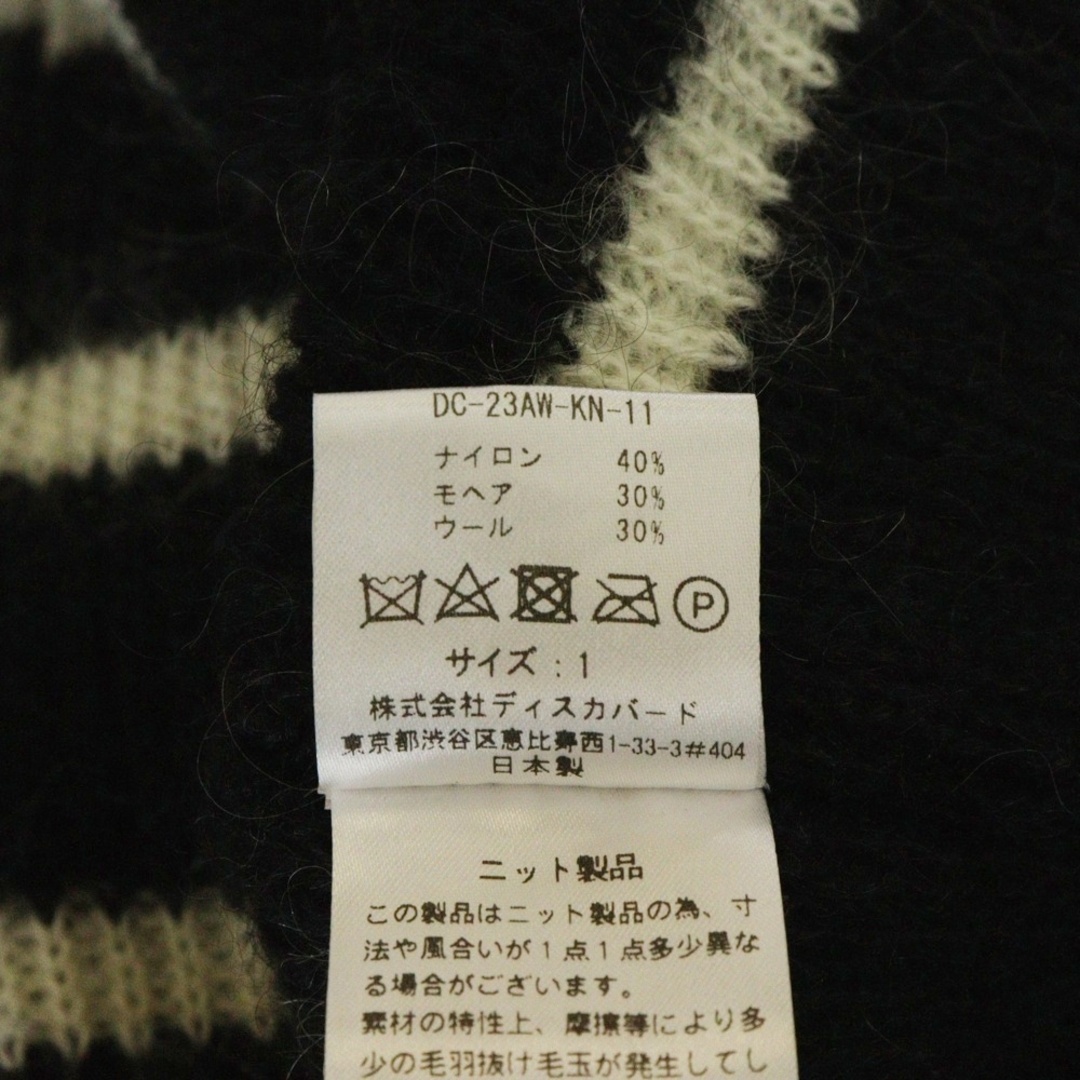 DC-23AW-KN-11
ナイロン 40%
モヘア 30%
ウール 30%
P
サイズ : 1
株式会社ディスカバード
東京都渋谷区恵比寿西1-33-3#404
日本製
ニット製品
この製品はニット製品の為、寸
法や風合いが1点1点多少異な
る場合がございます。
素材の特性上、摩擦等により多
少の毛羽抜け毛玉が発生してし